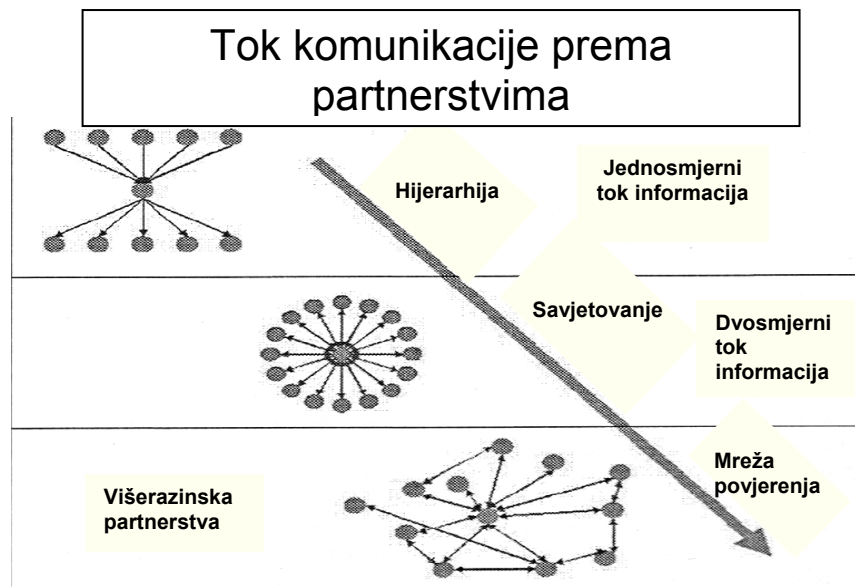 Tok komunikacije prema
partnerstvima
Hijerarhija
Jednosmjerni
tok informacija
Savjetovanje
Dvosmjerni
tok
informacija
Mreža
povjerenja
Višerazinska
partnerstva